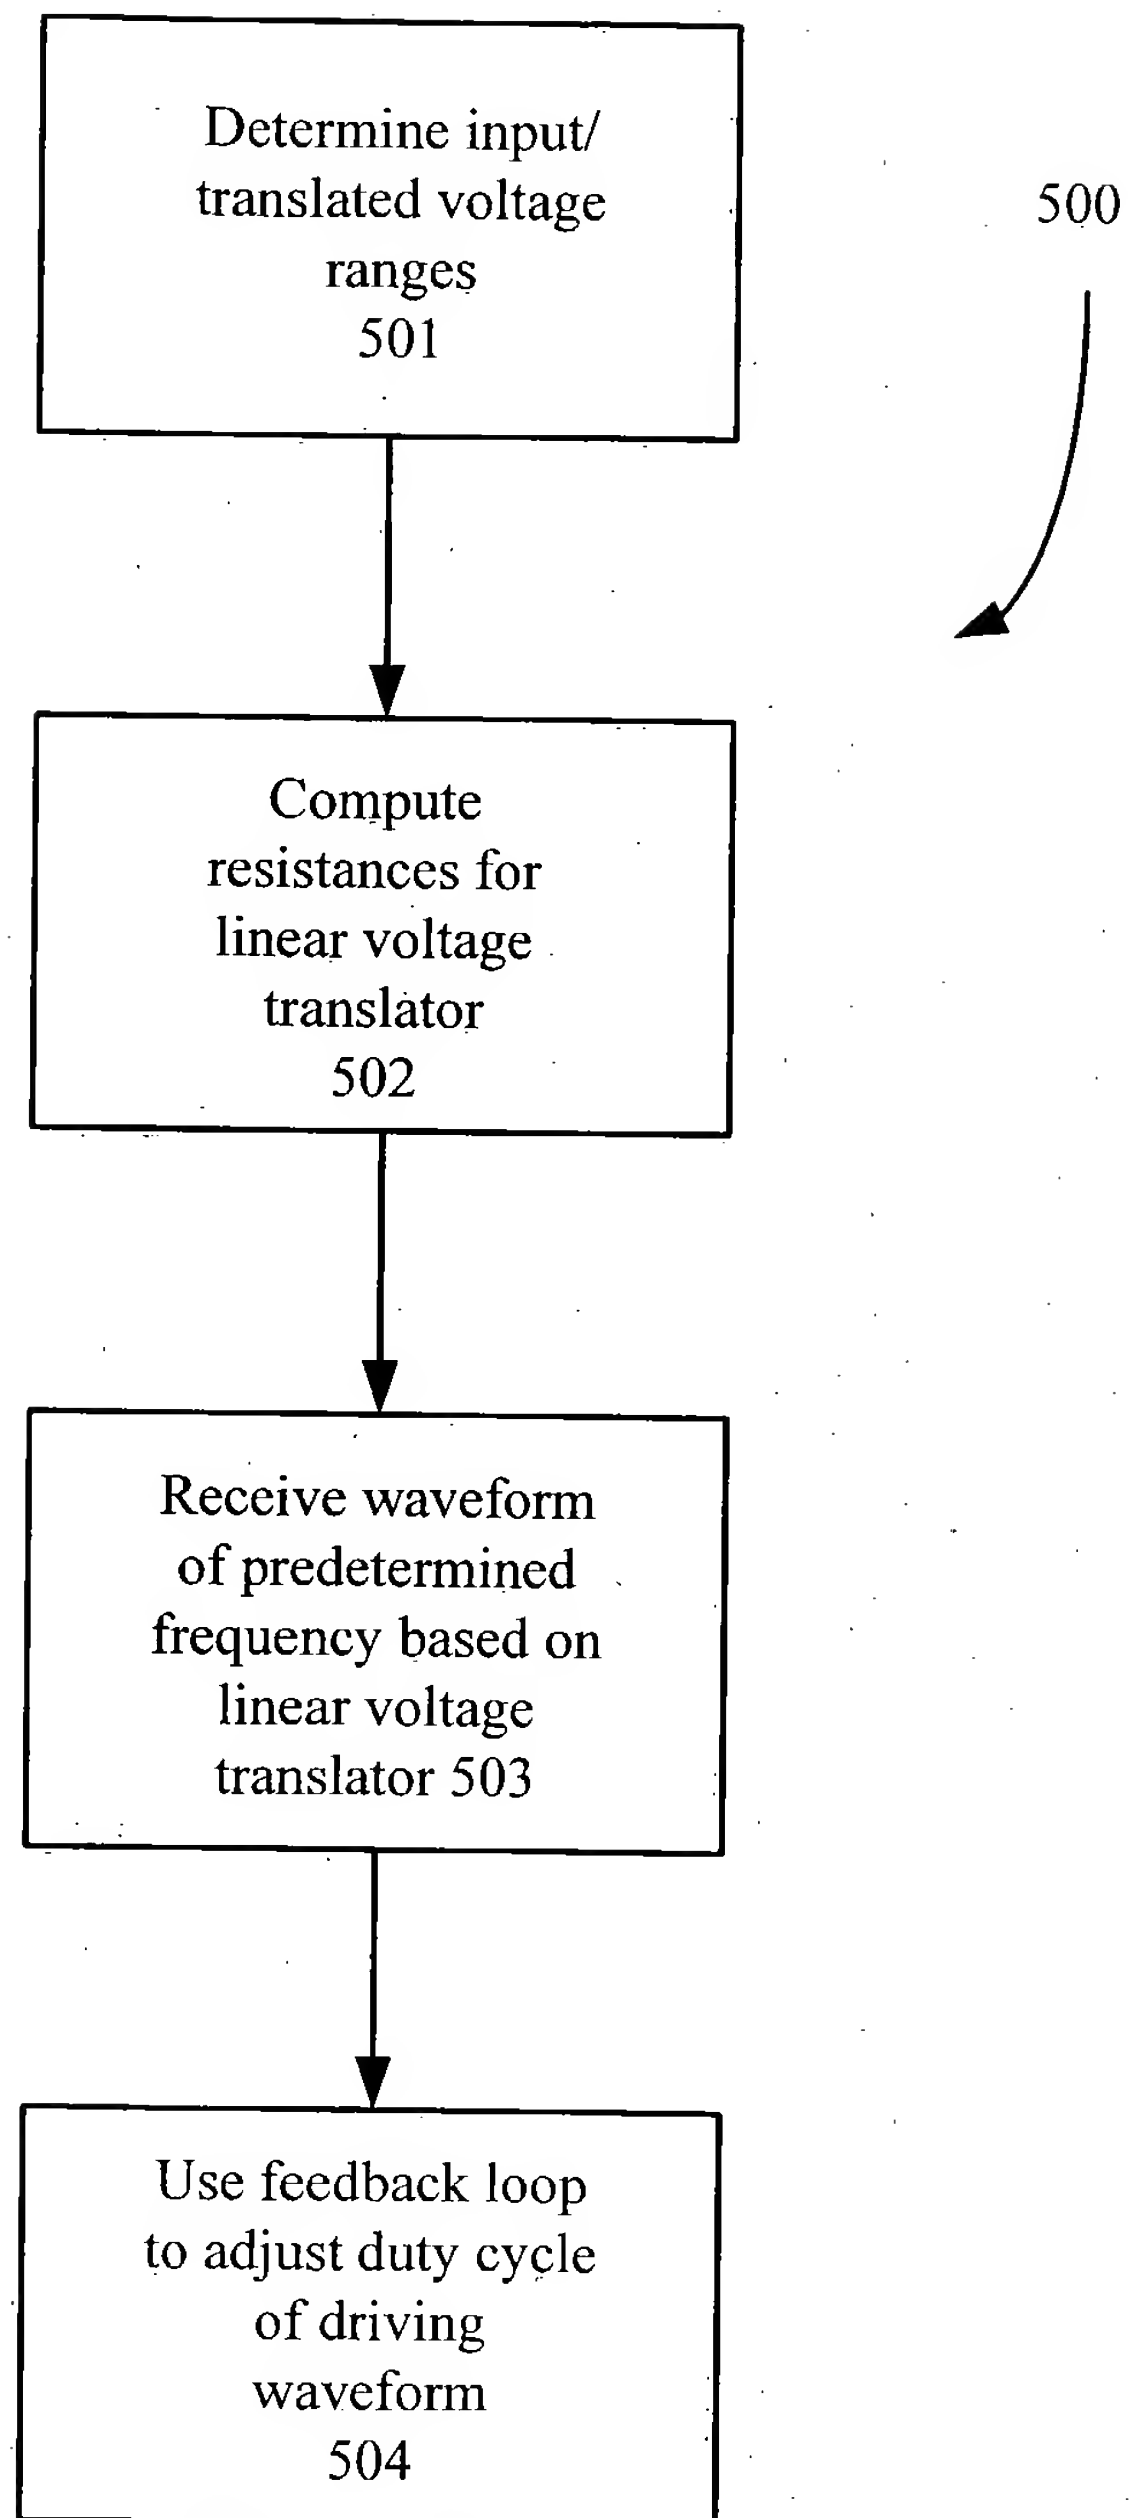 Determine input/
translated voltage
ranges
501
500
Compute
resistances for
linear voltage
translator
502
Receive waveform
of predetermined
frequency based on
linear voltage
translator 503
Use feedback loop
to adjust duty cycle
of driving
waveform
504